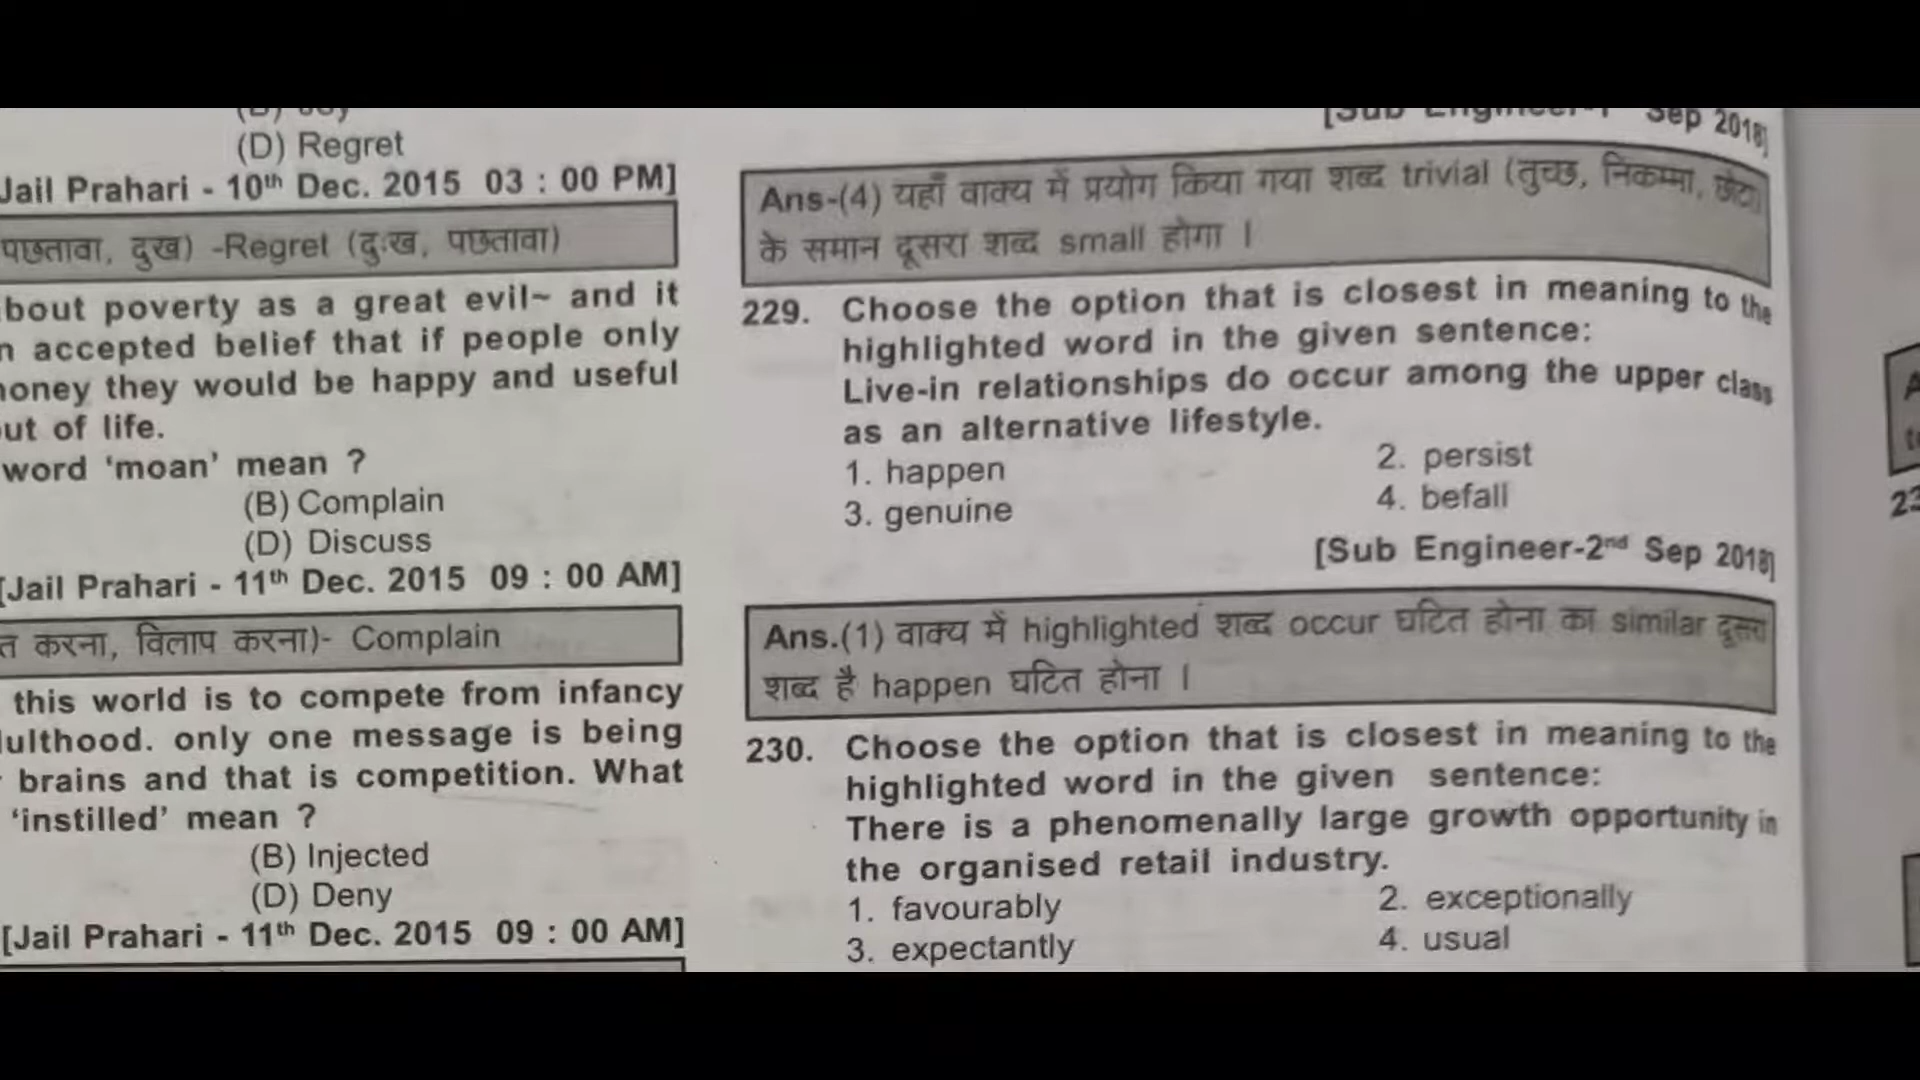 (D) Regret
Jail Prahari - 10th Dec. 2015 03 : 00 PM]
पछतावा, दुख) -Regret (दुःख, पछतावा)
bout poverty as a great evil~ and it
n accepted belief that if people only
oney they would be happy and useful
ut of life.
word ‘moan’ mean ?
(B) Complain
(D) Discuss
[Jail Prahari - 11th Dec. 2015 09 : 00 AM]
त करना, विलाप करना)- Complain
this world is to compete from infancy
ulthood. only one message is being
brains and that is competition. What
‘instilled’ mean ?
(B) Injected
(D) Deny
[Jail Prahari - 11th Dec. 2015 09 : 00 AM]
[Sub Engineer-1 Sep 2018]
Ans-(4) यहाँ वाक्य में प्रयोग किया गया शब्द trivial (तुच्छ, निकम्मा, छोटा)
के समान दूसरा शब्द small होगा ।
229. Choose the option that is closest in meaning to the
highlighted word in the given sentence:
Live-in relationships do occur among the upper class
as an alternative lifestyle.
1. happen 2. persist
3. genuine 4. befall
[Sub Engineer-2nd Sep 2018]
Ans.(1) वाक्य में highlighted शब्द occur घटित होना का similar दूसरा
शब्द है happen घटित होना ।
230. Choose the option that is closest in meaning to the
highlighted word in the given sentence:
There is a phenomenally large growth opportunity in
the organised retail industry.
1. favourably 2. exceptionally
3. expectantly 4. usual
23